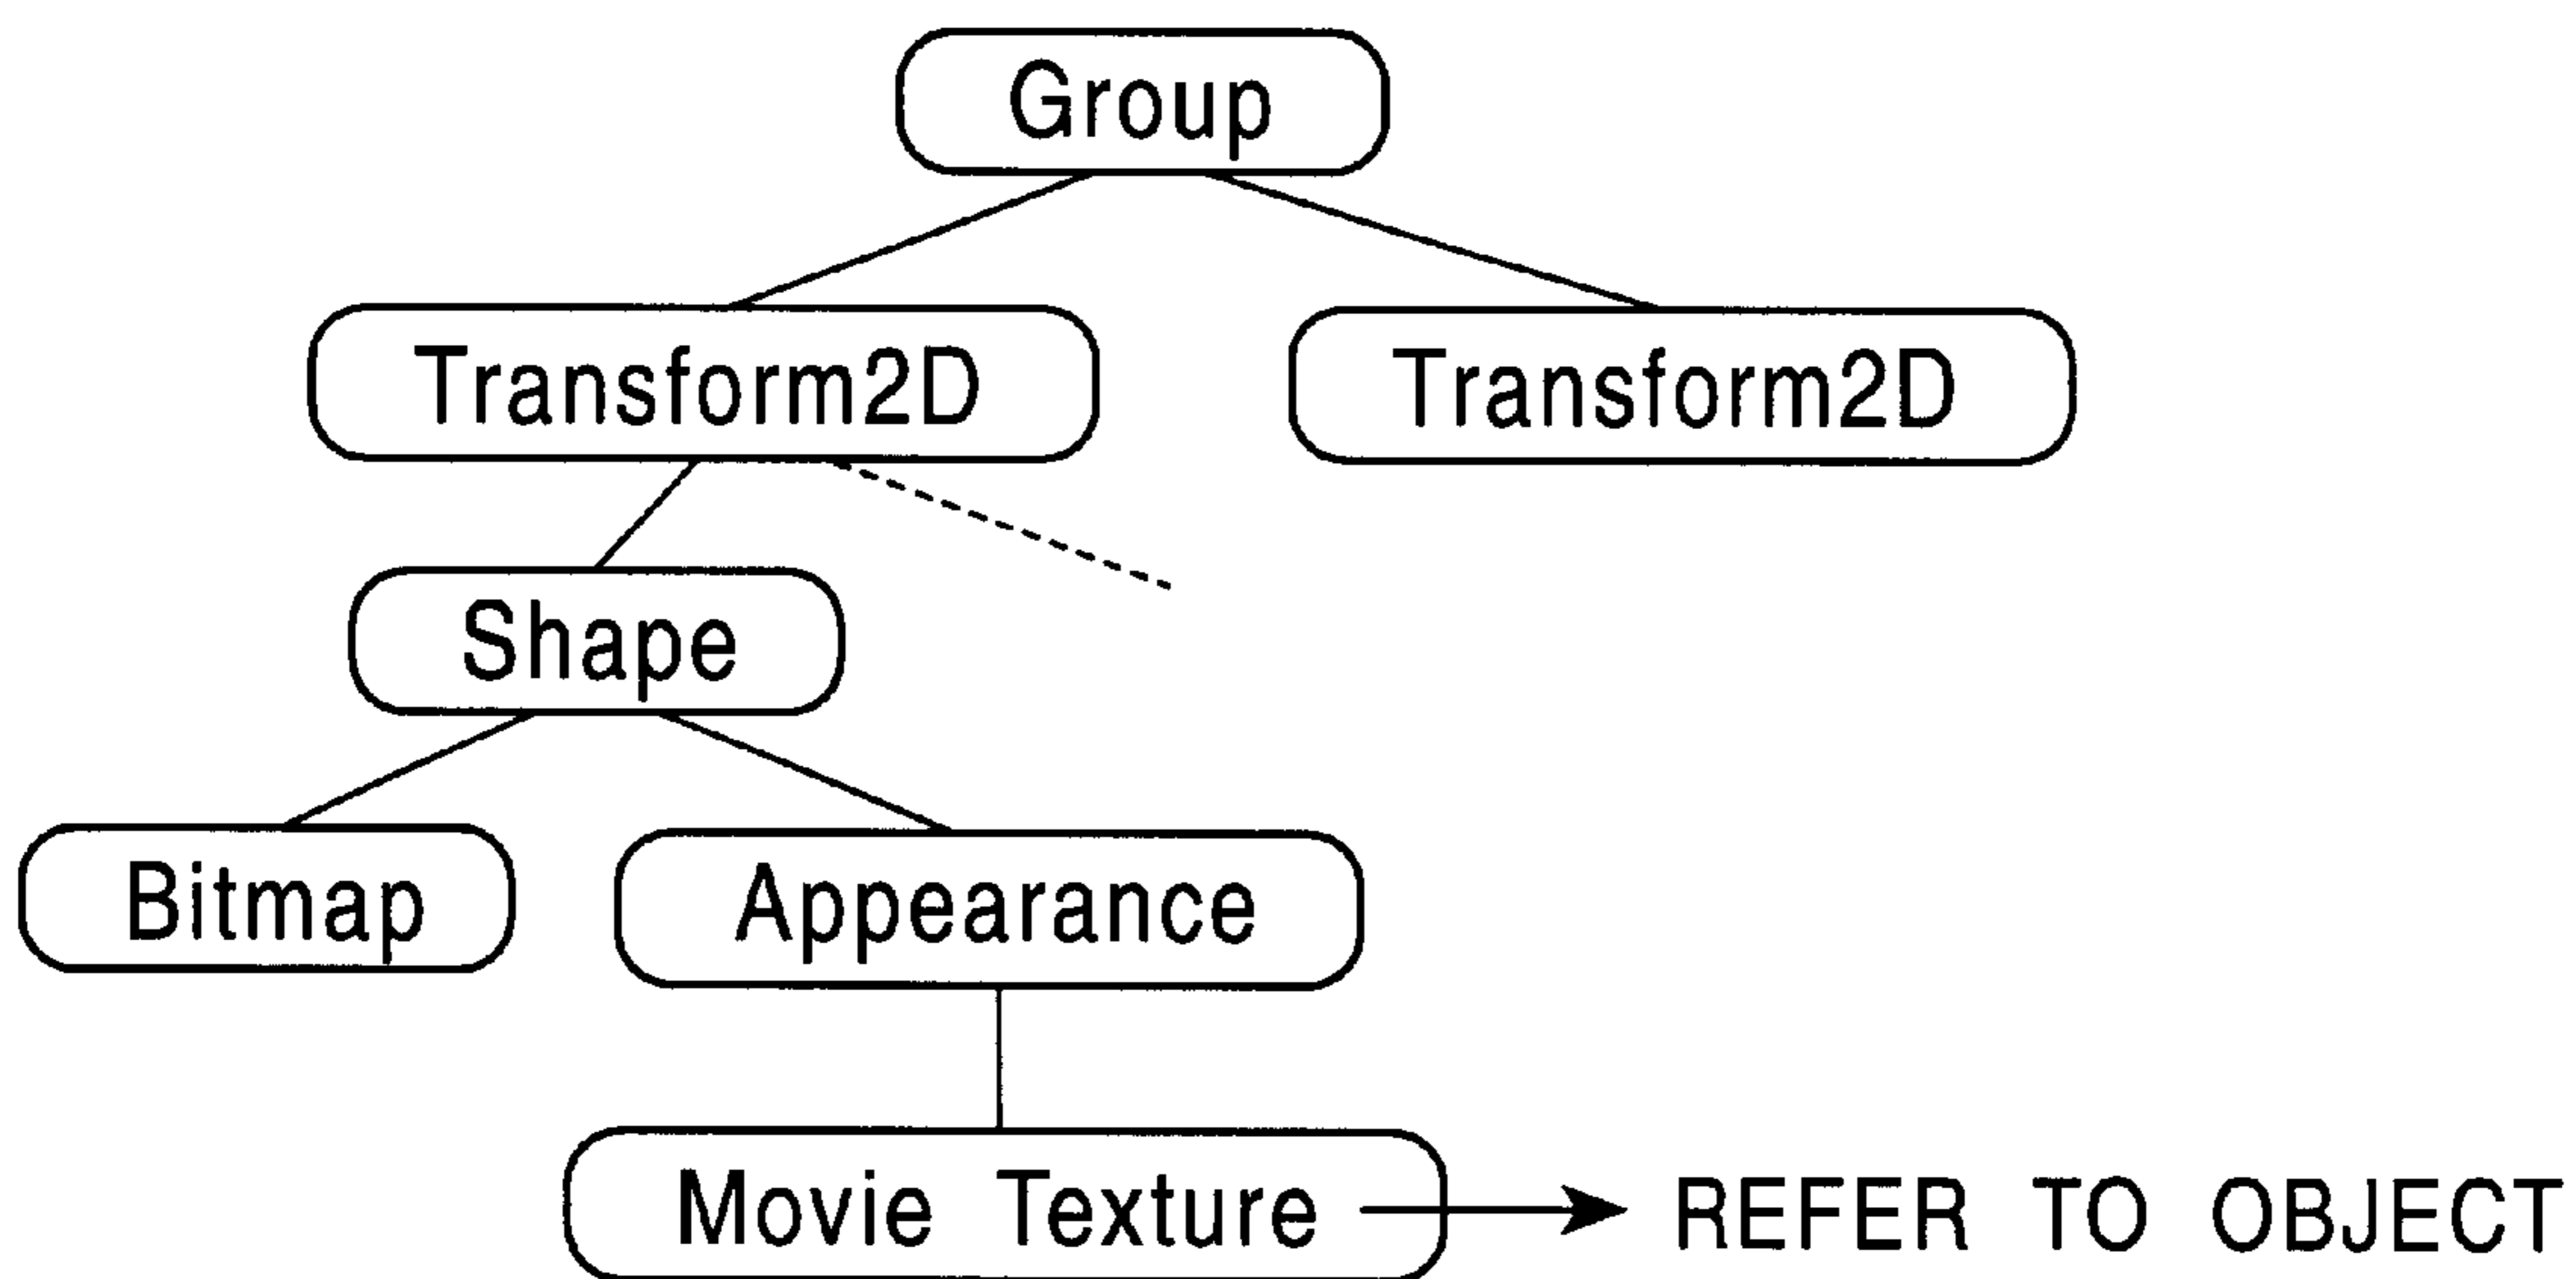 Group
Transform2D Transform2D
Shape
Bitmap Appearance
Movie Texture REFER TO OBJECT